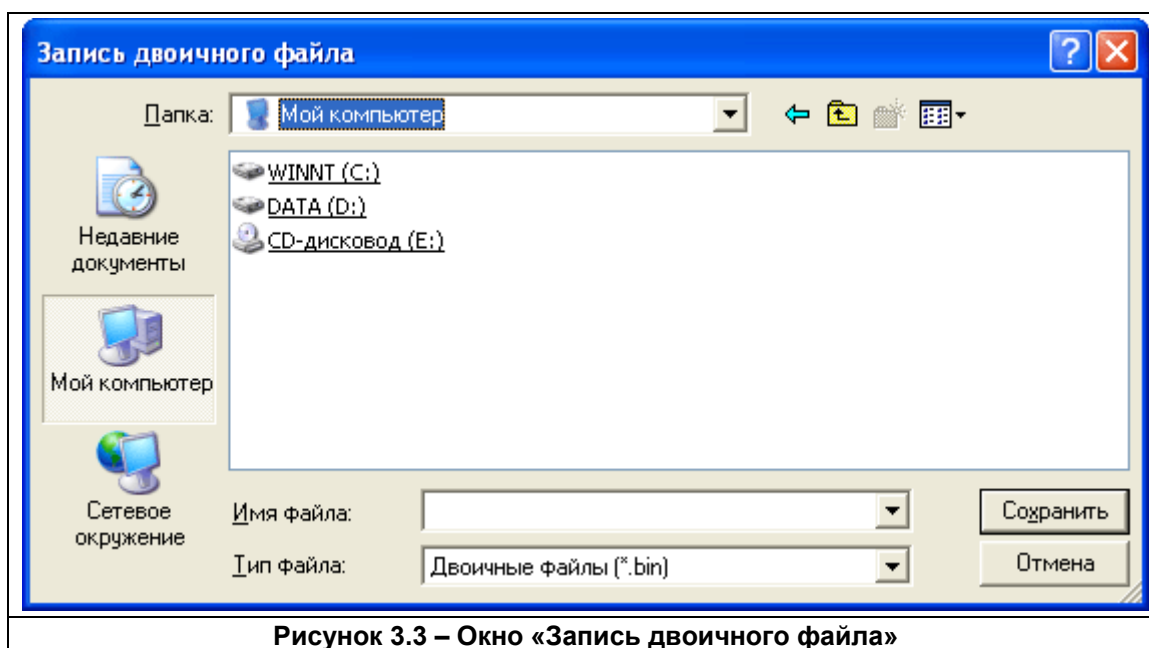 Запись двоичного файла
Папка: Мой компьютер
WINNT (C:)
DATA (D:)
CD-дисковод (E:)
Недавние
документы
Мой компьютер
Сетевое
окружение
Имя файла:
Сохранить
Тип файла: Двоичные файлы (*.bin)
Отмена
Рисунок 3.3 – Окно «Запись двоичного файла»